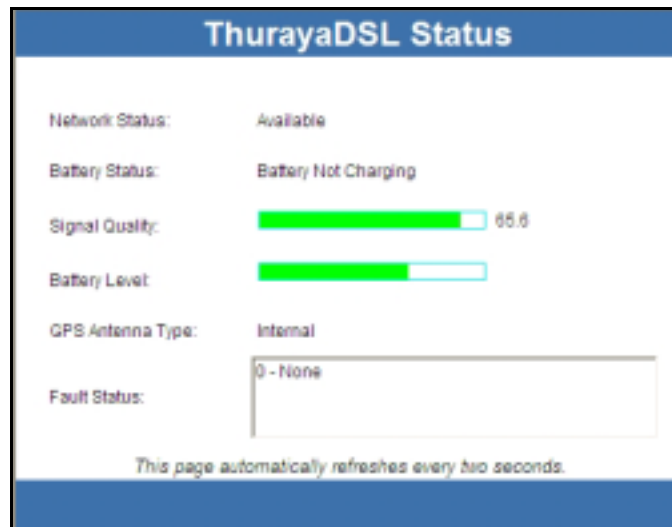 ThurayaDSL Status
Network Status: Available
Battery Status: Battery Not Charging
Signal Quality: 65.6
Battery Level:
GPS Antenna Type: Internal
Fault Status: 0 - None
This page automatically refreshes every two seconds.